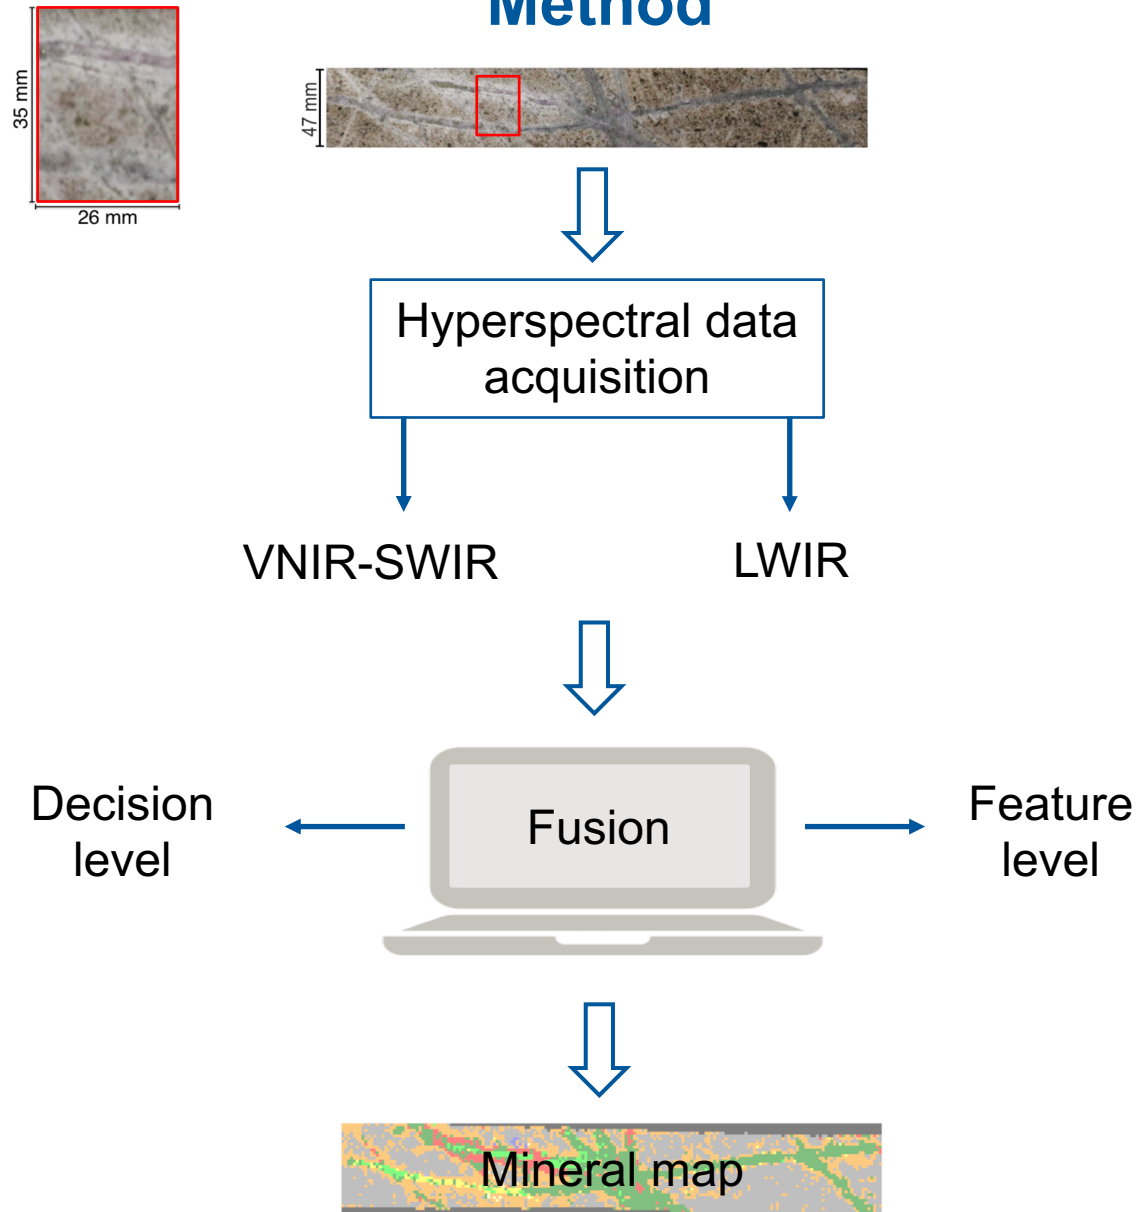 Method
35 mm
47 mm
26 mm
Hyperspectral data
acquisition
VNIR-SWIR
LWIR
Decision
level
Fusion
Feature
level
Mineral map